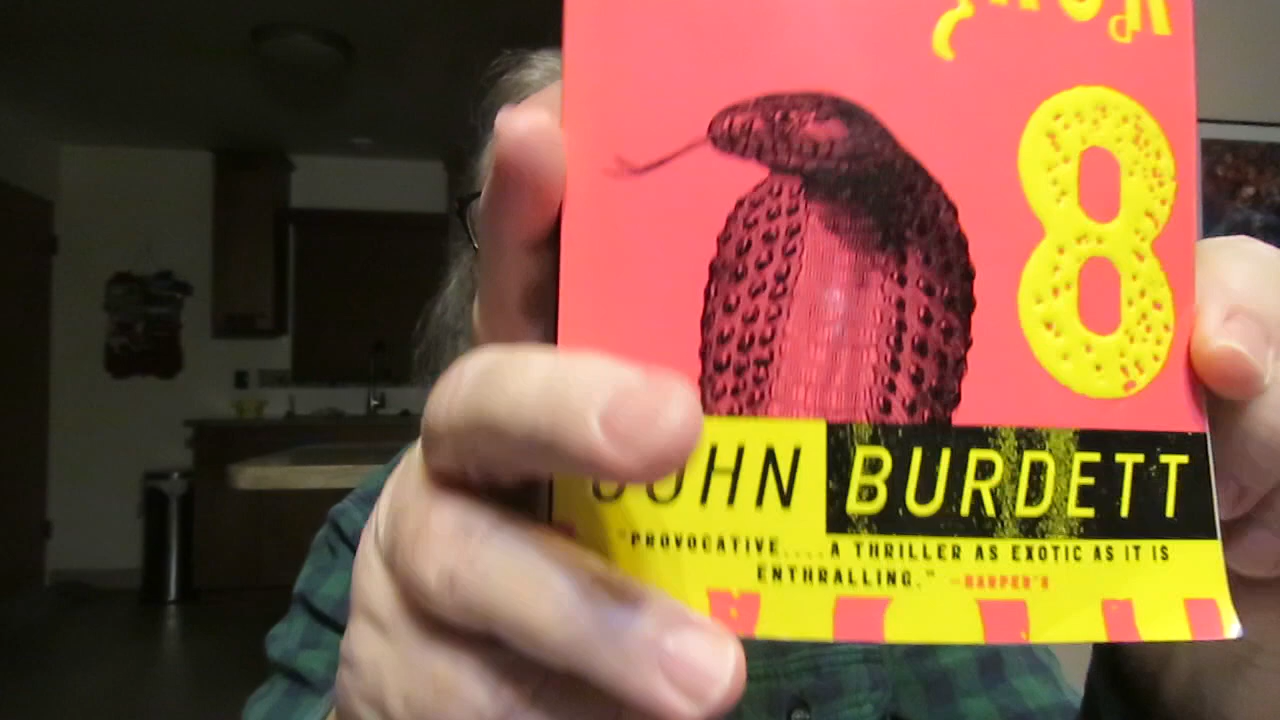 8
JOHN BURDETT
"PROVOCATIVE....A THRILLER AS EXOTIC AS IT IS
ENTHRALLING." —HARPER'S